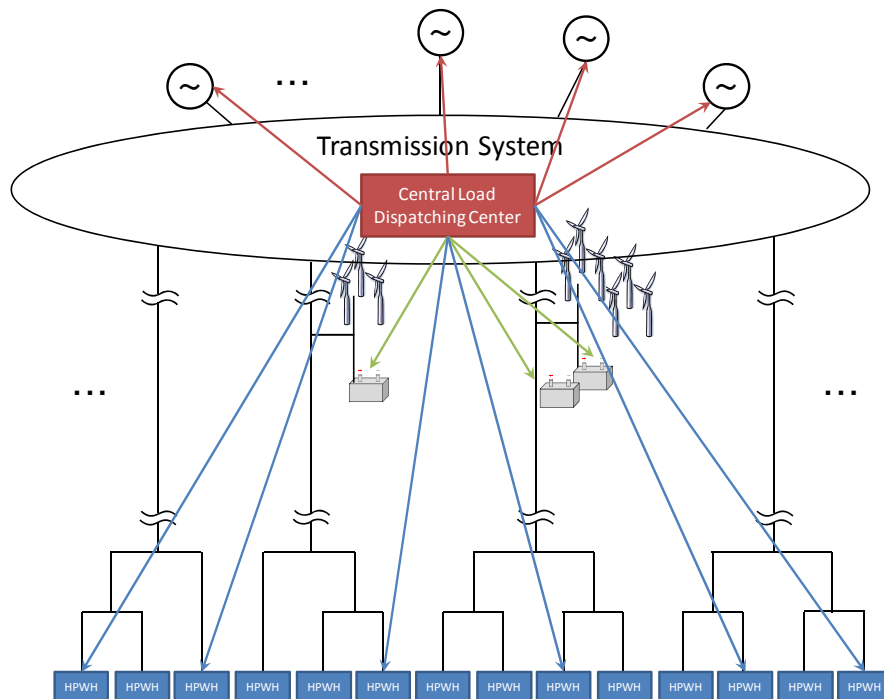 ...
Transmission System
Central Load
Dispatching Center
... ...
HPWH HPWH HPWH HPWH HPWH HPWH HPWH HPWH HPWH HPWH HPWH HPWH HPWH HPWH